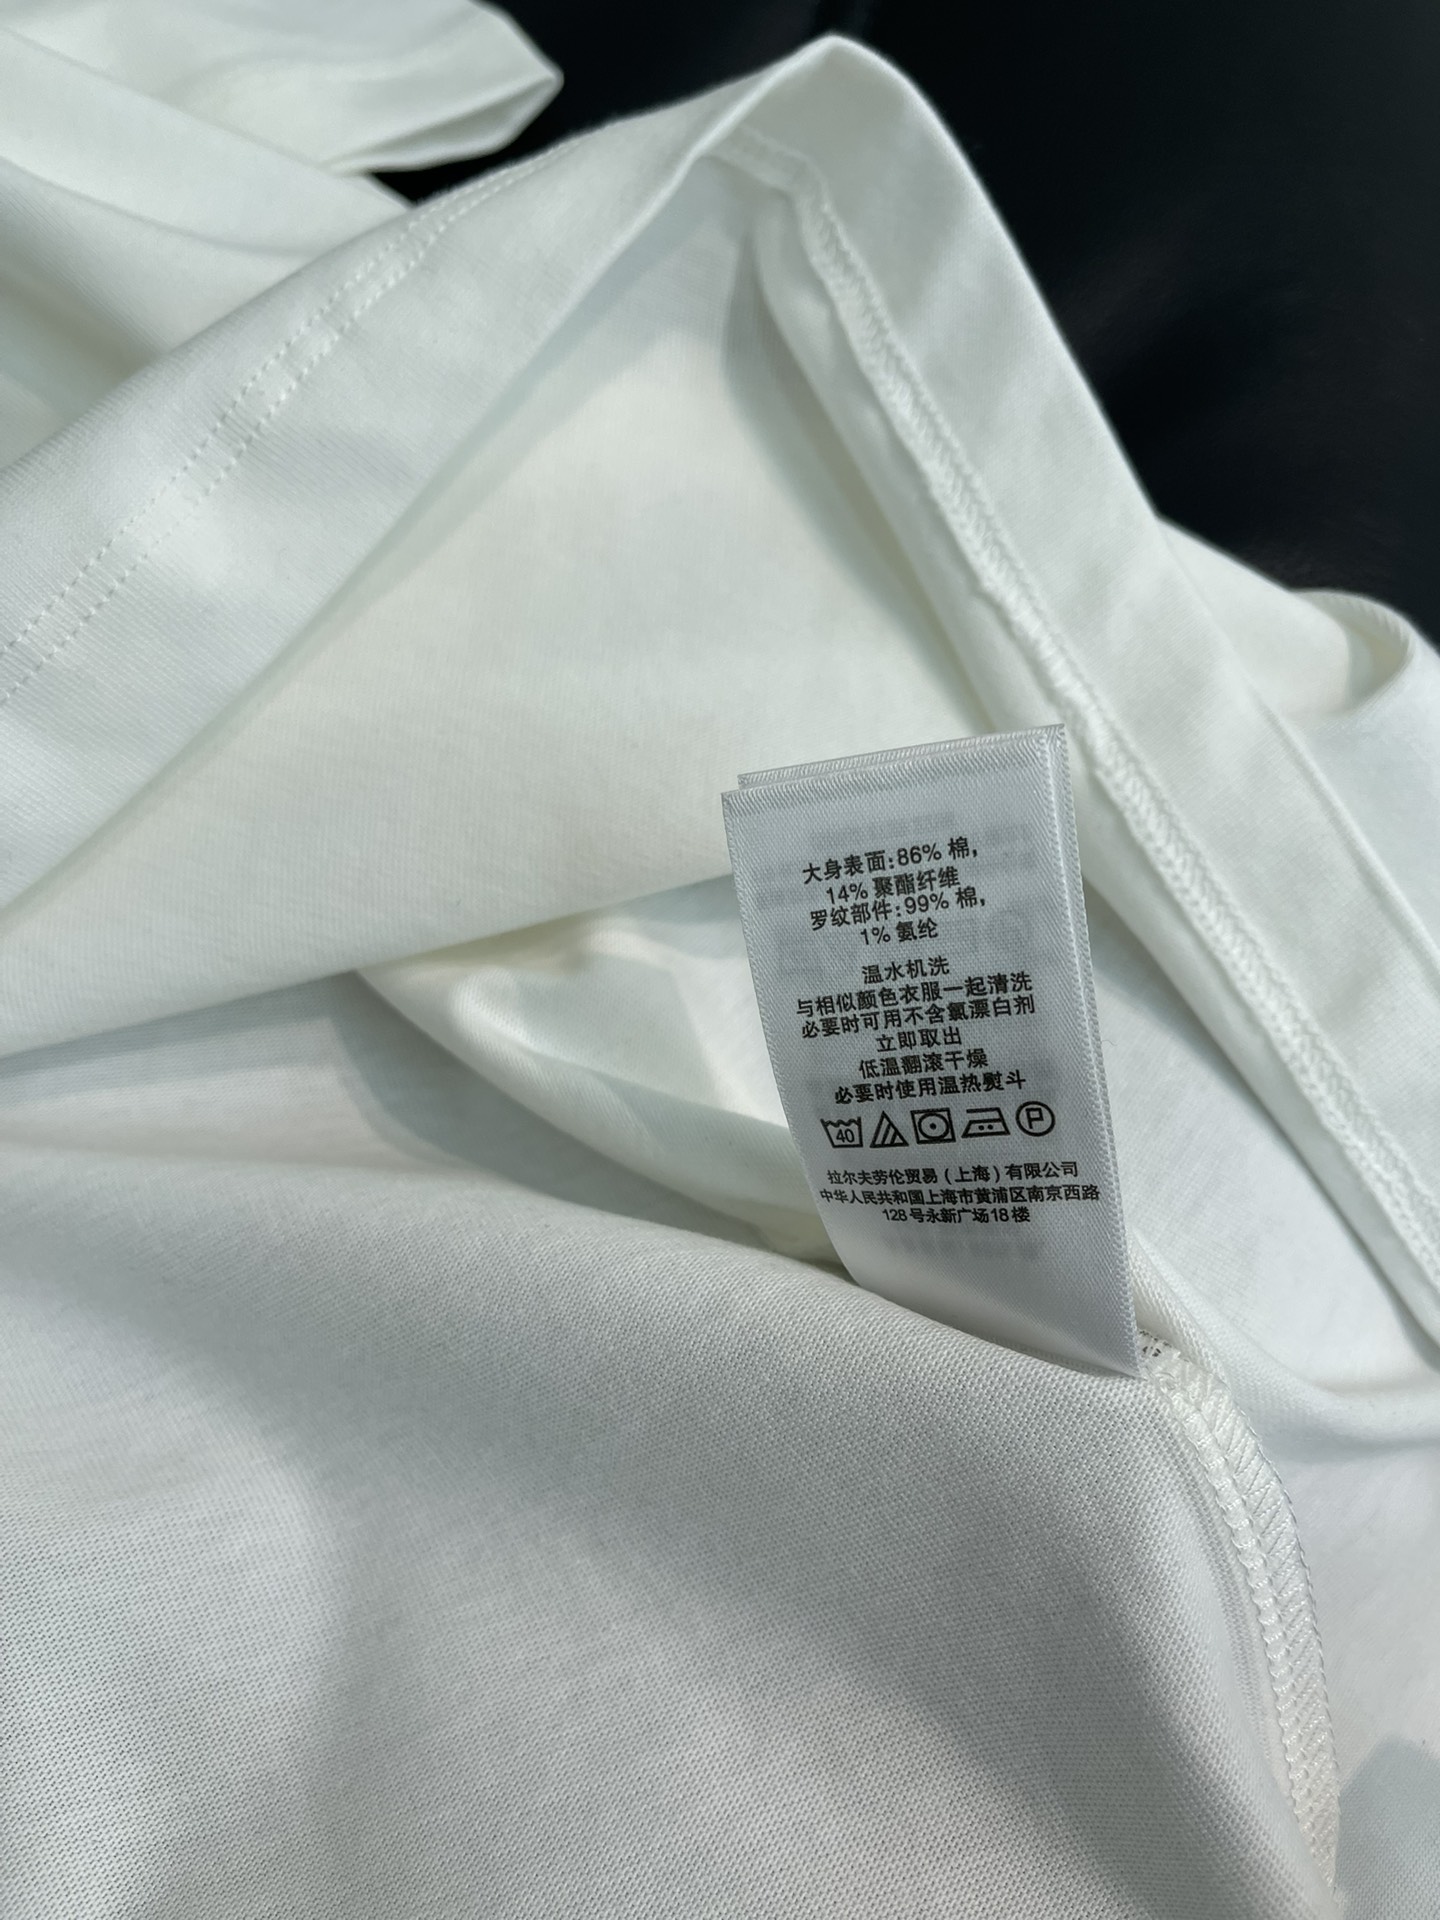 大身表面:86% 棉,
14% 聚酯纤维
罗纹部件:99% 棉,
1% 氨纶
温水机洗
与相似颜色衣服一起清洗
必要时可用不含氯漂白剂
立即取出
低温翻滚干燥
必要时使用温热熨斗
40 P
拉尔夫劳伦贸易（上海）有限公司
中华人民共和国上海市黄浦区南京西路
128号永新广场18楼